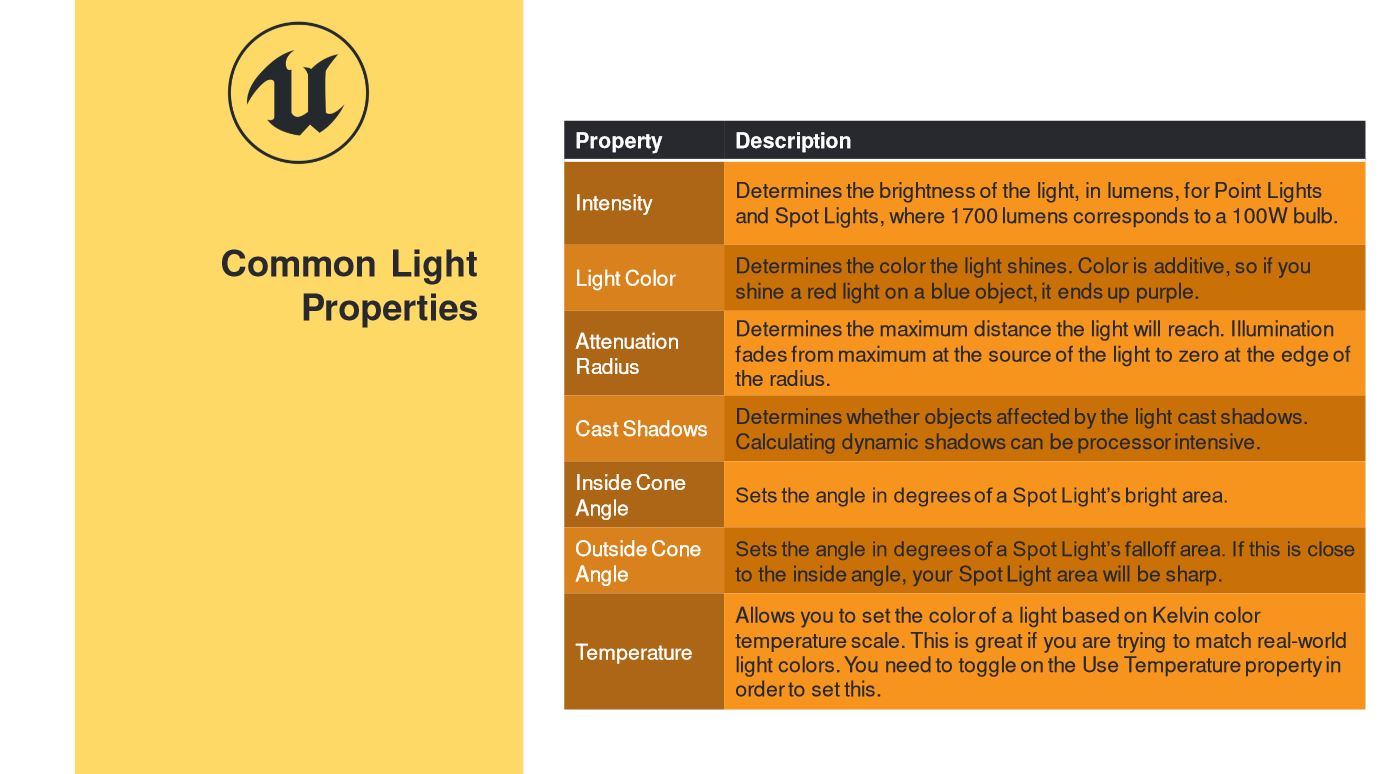 Common Light
Properties
Property Description
Intensity
Determines the brightness of the light, in lumens, for Point Lights
and Spot Lights, where 1700 lumens corresponds to a 100W bulb.
Light Color
Determines the color the light shines. Color is additive, so if you
shine a red light on a blue object, it ends up purple.
Attenuation
Radius
Determines the maximum distance the light will reach. Illumination
fades from maximum at the source of the light to zero at the edge of
the radius.
Cast Shadows
Determines whether objects affected by the light cast shadows.
Calculating dynamic shadows can be processor intensive.
Inside Cone
Angle
Sets the angle in degrees of a Spot Light’s bright area.
Outside Cone
Angle
Sets the angle in degrees of a Spot Light’s falloff area. If this is close
to the inside angle, your Spot Light area will be sharp.
Temperature
Allows you to set the color of a light based on Kelvin color
temperature scale. This is great if you are trying to match real-world
light colors. You need to toggle on the Use Temperature property in
order to set this.